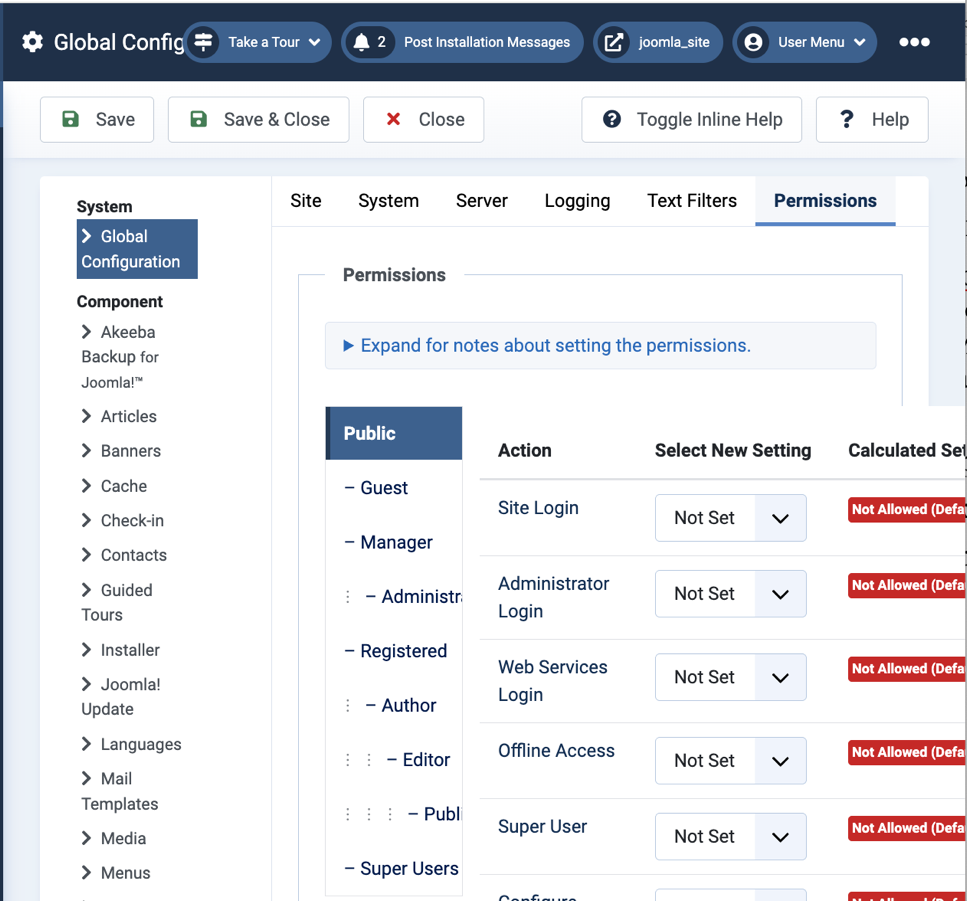 Global Config
Take a Tour
2 Post Installation Messages
joomla_site
User Menu
Save
Save & Close
Close
Toggle Inline Help
? Help
System
Global
Configuration
Component
Akeeba
Backup for
Joomla!™
Articles
Banners
Cache
Check-in
Contacts
Guided
Tours
Installer
Joomla!
Update
Languages
Mail
Templates
Media
Menus
Site
System
Server
Logging
Text Filters
Permissions
Permissions
Expand for notes about setting the permissions.
Public
– Guest
– Manager
– Administra
– Registered
– Author
– Editor
– Publi
– Super Users
Action Select New Setting Calculated Set
Site Login Not Set Not Allowed (Defa
Administrator
Login Not Set Not Allowed (Defa
Web Services
Login Not Set Not Allowed (Defa
Offline Access Not Set Not Allowed (Defa
Super User Not Set Not Allowed (Defa
Configure